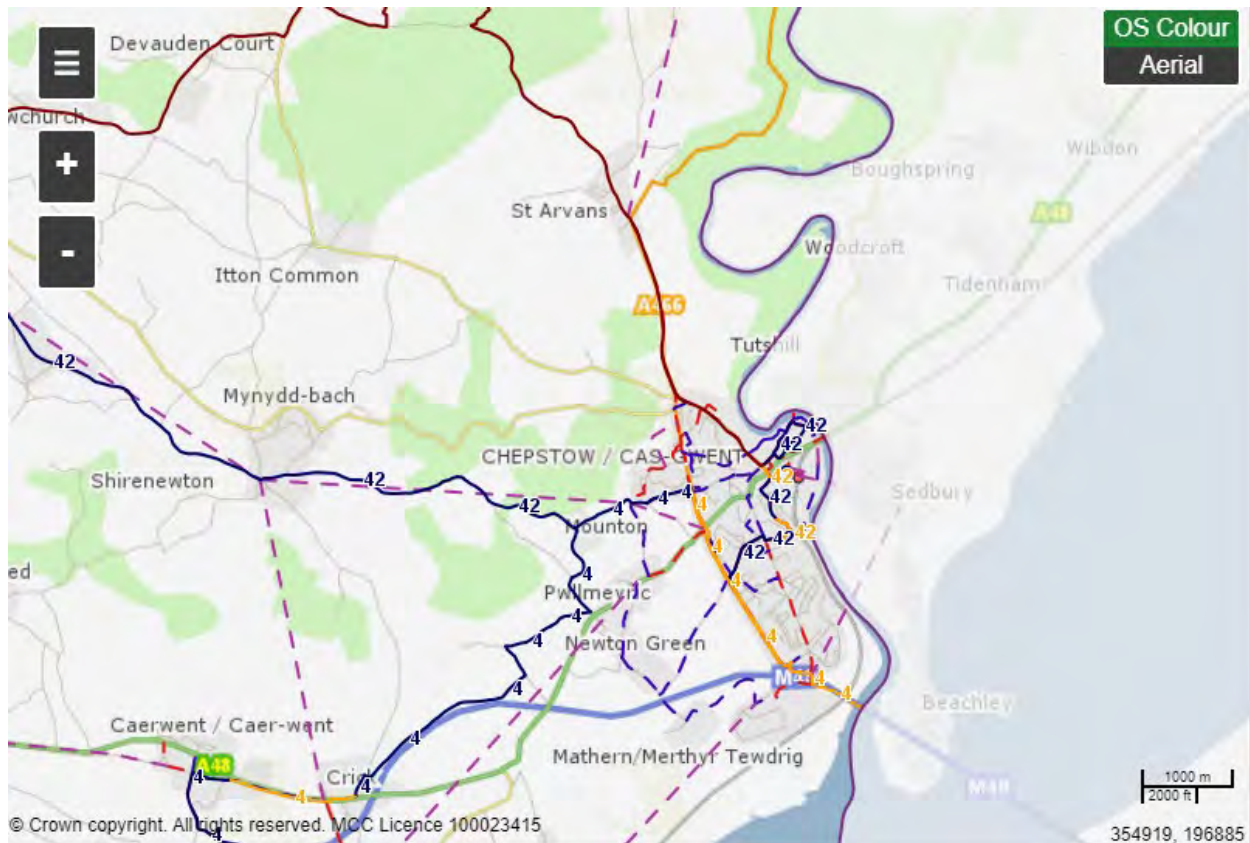 OS Colour
Aerial
☰
Devauden Court
wchurch
+
-
Wibdon
Boughspring
A48
St Arvans
Woodcroft
Itton Common
Tidenham
A466
Tutshill
42
Mynydd-bach
42
42
CHEPSTOW / CAS-GWENT
42
Shirenewton
42
42
4
4
4
4
42
Sedbury
Mounton
42
42
42
4
ed
4
4
Pwllmeyric
4
4
Newton Green
4
4
M48
4
4
Beachley
Caerwent / Caer-went
4
Mathern/Merthyr Tewdrig
A48
4
Crick
4
4
M48
1000 m
2000 ft
4
© Crown copyright. All rights reserved. MCC Licence 100023415
354919, 196885